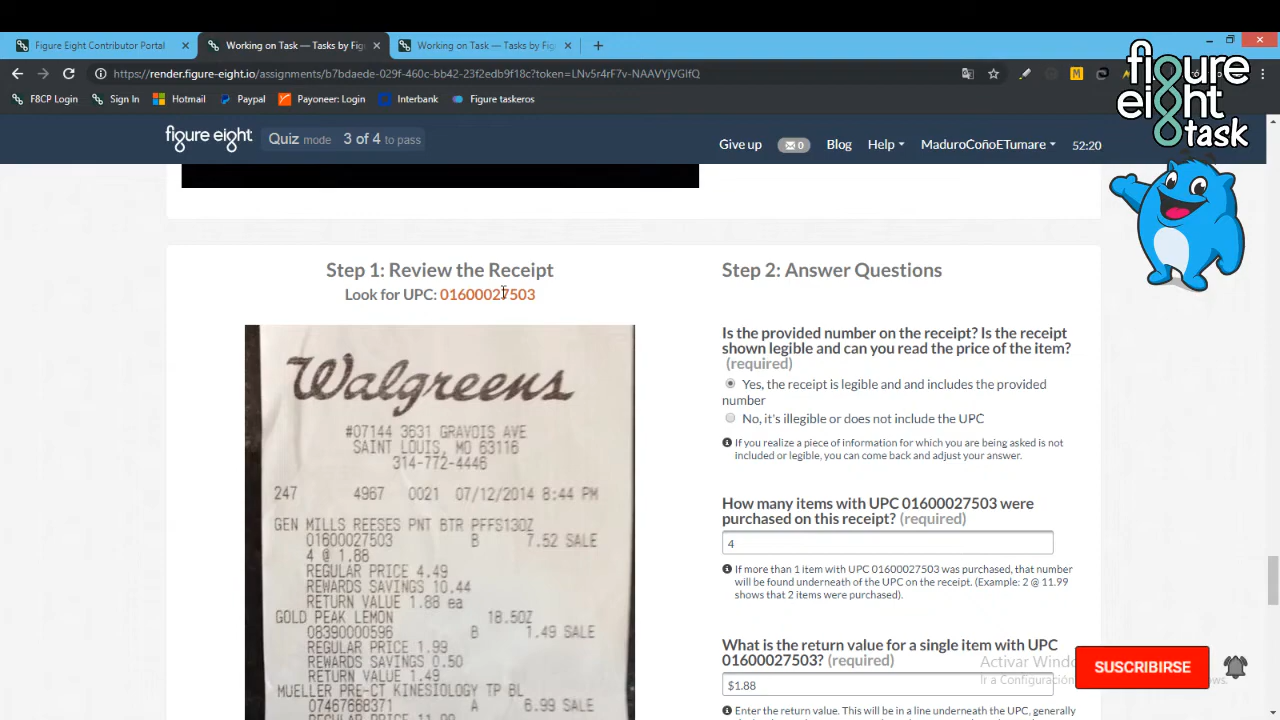 Figure Eight Contributor Portal
Working on Task — Tasks by Fig
Working on Task — Tasks by Fig
https://render.figure-eight.io/assignments/b7bdaede-029f-460c-bb42-23f2edb9f18c?token=LNv5r4rF7v-NAAVYjVGlfQ
F8CP Login
Sign In
Hotmail
Paypal
Payoneer: Login
Interbank
Figure taskeros
figure eight task
figure eight
Quiz mode 3 of 4 to pass
Give up
0
Blog
Help
MaduroCoñoETumare
52:20
Step 1: Review the Receipt
Look for UPC: 01600027503
Walgreens
#07144 3631 GRAVOIS AVE
SAINT LOUIS, MO 63116
314-772-4446
247 4967 0021 07/12/2014 8:44 PM
GEN MILLS REESES PNT BTR PFFS13OZ
01600027503 B 7.52 SALE
4 @ 1.88
REGULAR PRICE 4.49
REWARDS SAVINGS 10.44
RETURN VALUE 1.88 ea
GOLD PEAK LEMON 18.5OZ
08390000596 B 1.49 SALE
REGULAR PRICE 1.99
REWARDS SAVINGS 0.50
RETURN VALUE 1.49
MUELLER PRE-CT KINESIOLOGY TP BL
07467668371 A 6.99 SALE
REGULAR PRICE 11.99
Step 2: Answer Questions
Is the provided number on the receipt? Is the receipt
shown legible and can you read the price of the item?
(required)
Yes, the receipt is legible and and includes the provided
number
No, it's illegible or does not include the UPC
If you realize a piece of information for which you are being asked is not
included or legible, you can come back and adjust your answer.
How many items with UPC 01600027503 were
purchased on this receipt? (required)
4
If more than 1 item with UPC 01600027503 was purchased, that number
will be found underneath of the UPC on the receipt. (Example: 2 @ 11.99
shows that 2 items were purchased).
What is the return value for a single item with UPC
01600027503? (required)
$1.88
Enter the return value. This will be in a line underneath the UPC, generally
Activar Windo
Ir a Configuración
SUSCRIBIRSE